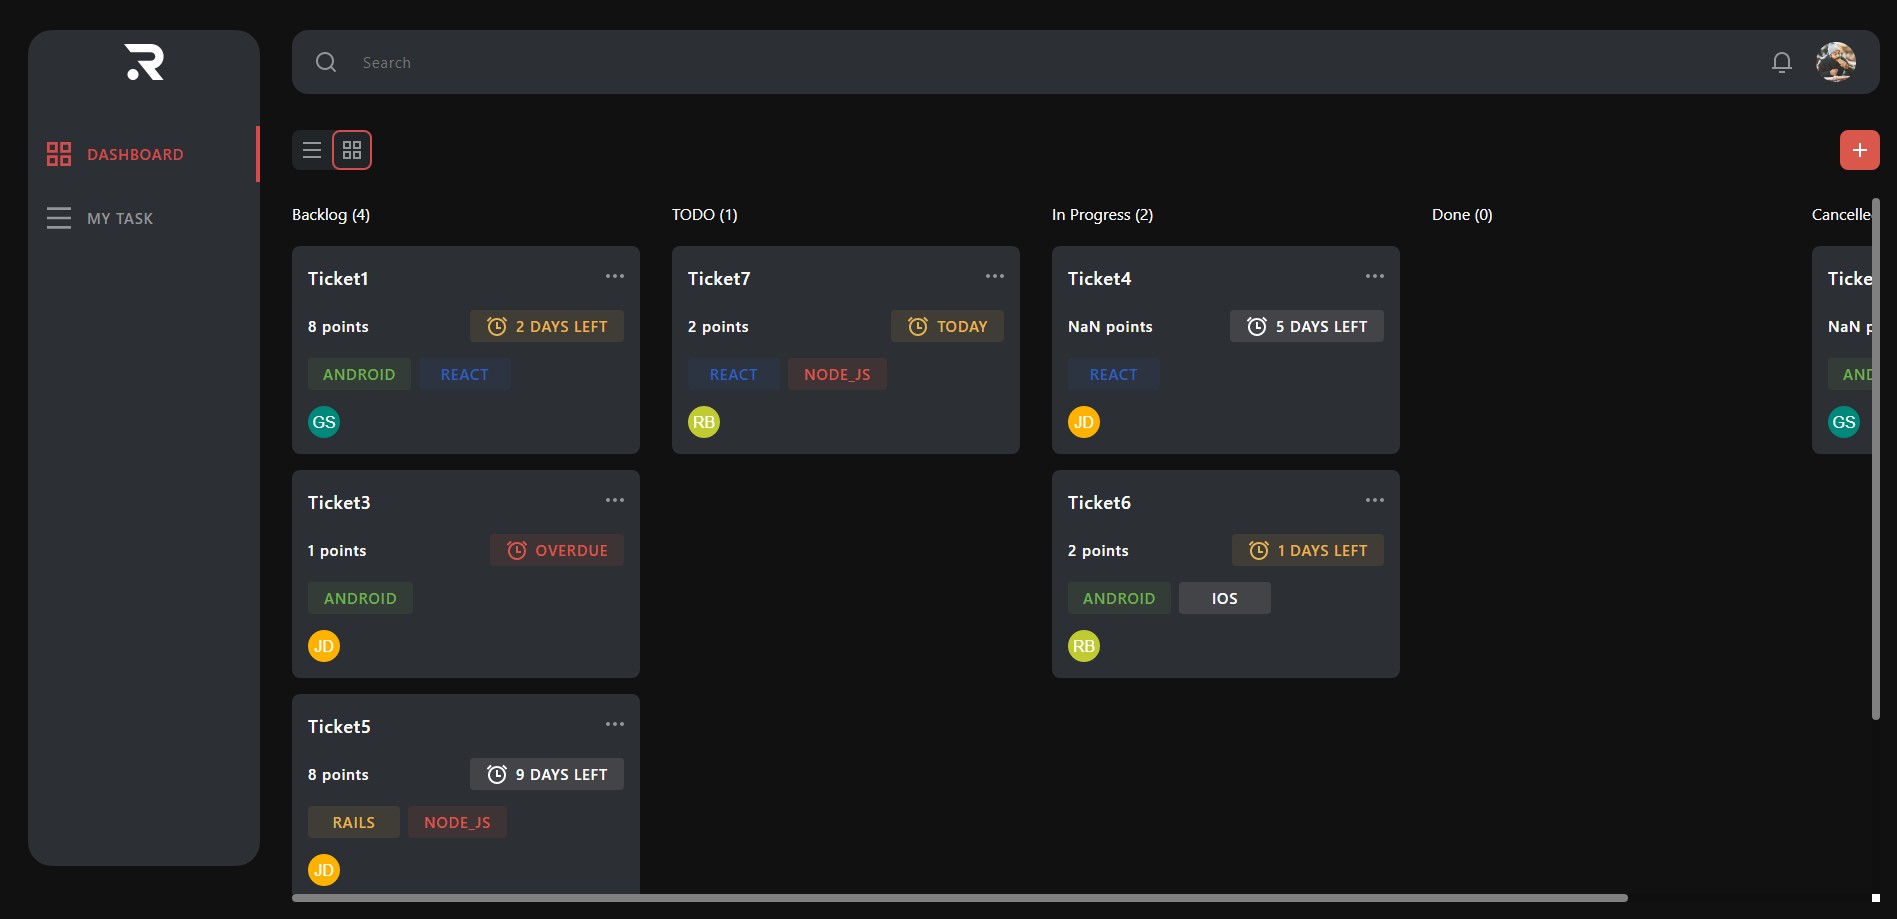 Search
DASHBOARD
MY TASK
Backlog (4)
Ticket1
8 points
2 DAYS LEFT
ANDROID REACT
GS
Ticket3
1 points
OVERDUE
ANDROID
JD
Ticket5
8 points
9 DAYS LEFT
RAILS NODE_JS
JD
TODO (1)
Ticket7
2 points
TODAY
REACT NODE_JS
RB
In Progress (2)
Ticket4
NaN points
5 DAYS LEFT
REACT
JD
Ticket6
2 points
1 DAYS LEFT
ANDROID IOS
RB
Done (0)
Cancelle
Ticke
NaN p
AND
GS